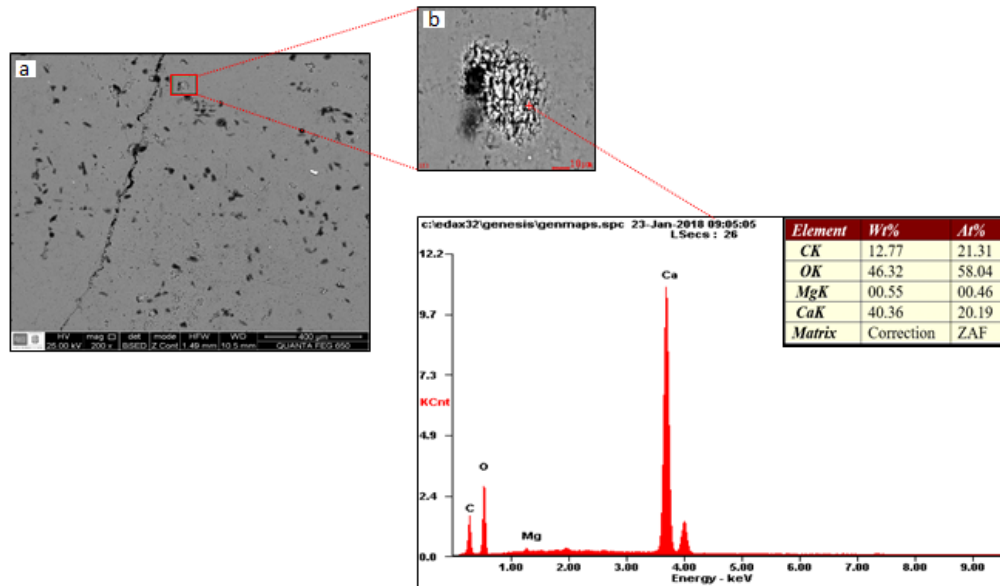 a
HV mag det mode HFW WD 400 µm
25.00 kV 200 x BSED Z Cont 1.49 mm 10.5 mm QUANTA FEG 650
b
10µm
c:\edax32\genesis\genmaps.spc 23-Jan-2018 09:05:05
LSecs : 26
12.2
9.7
7.3
KCnt
4.9
2.4
0.0
C
O
Mg
Ca
1.00 2.00 3.00 4.00 5.00 6.00 7.00 8.00 9.00
Energy - keV
Element Wt% At%
CK 12.77 21.31
OK 46.32 58.04
MgK 00.55 00.46
CaK 40.36 20.19
Matrix Correction ZAF